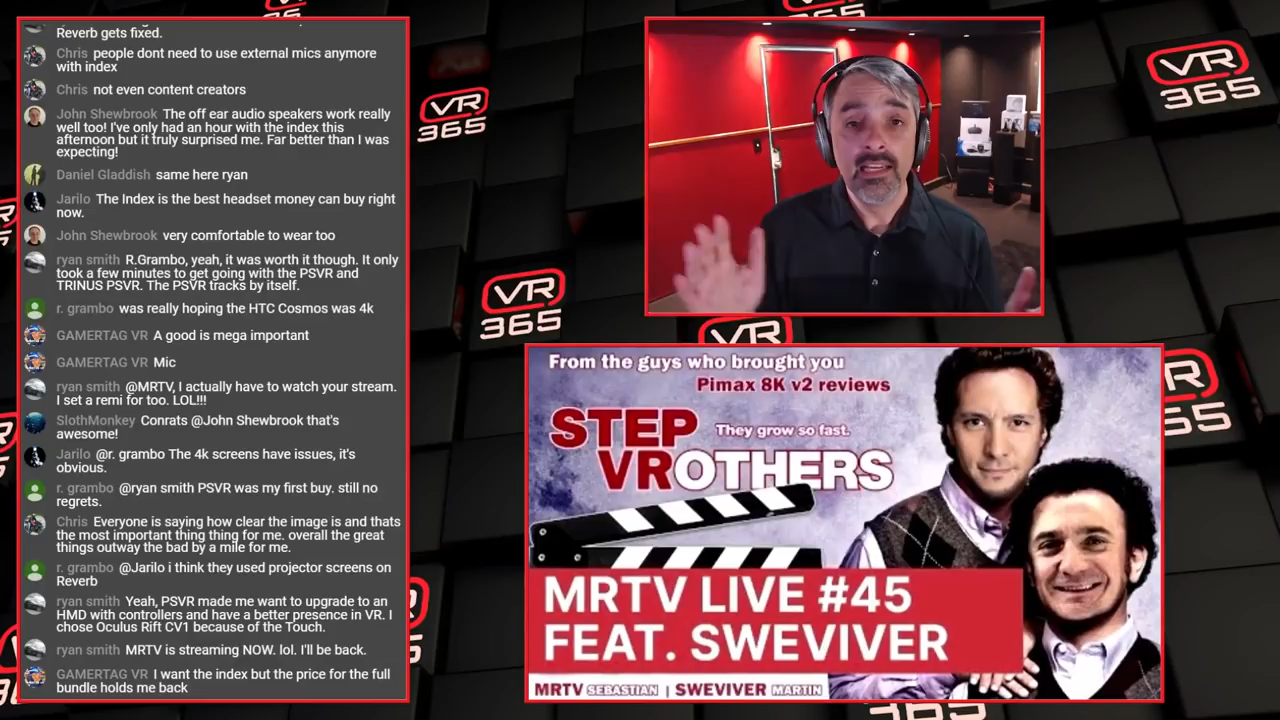 Reverb gets fixed.
Chris people dont need to use external mics anymore
with index
Chris not even content creators
John Shewbrook The off ear audio speakers work really
well too! I've only had an hour with the index this
afternoon but it truly surprised me. Far better than I was
expecting!
Daniel Gladdish same here ryan
Jarilo The Index is the best headset money can buy right
now.
John Shewbrook very comfortable to wear too
ryan smith R.Grambo, yeah, it was worth it though. It only
took a few minutes to get going with the PSVR and
TRINUS PSVR. The PSVR tracks by itself.
r. grambo was really hoping the HTC Cosmos was 4k
GAMERTAG VR A good is mega important
GAMERTAG VR Mic
ryan smith @MRTV, I actually have to watch your stream.
I set a remi for too. LOL!!!
SlothMonkey Conrats @John Shewbrook that's
awesome!
Jarilo @r. grambo The 4k screens have issues, it's
obvious.
r. grambo @ryan smith PSVR was my first buy. still no
regrets.
Chris Everyone is saying how clear the image is and thats
the most important thing thing for me. overall the great
things outway the bad by a mile for me.
r. grambo @Jarilo i think they used projector screens on
Reverb
ryan smith Yeah, PSVR made me want to upgrade to an
HMD with controllers and have a better presence in VR. I
chose Oculus Rift CV1 because of the Touch.
ryan smith MRTV is streaming NOW. lol. I'll be back.
GAMERTAG VR I want the index but the price for the full
bundle holds me back
365
VR
365
VR
365
VR
365
VR
From the guys who brought you
Pimax 8K v2 reviews
STEP They grow so fast.
VROTHERS
MRTV LIVE #45
FEAT. SWEVIVER
MRTV SEBASTIAN | SWEVIVER MARTIN
R
65
365